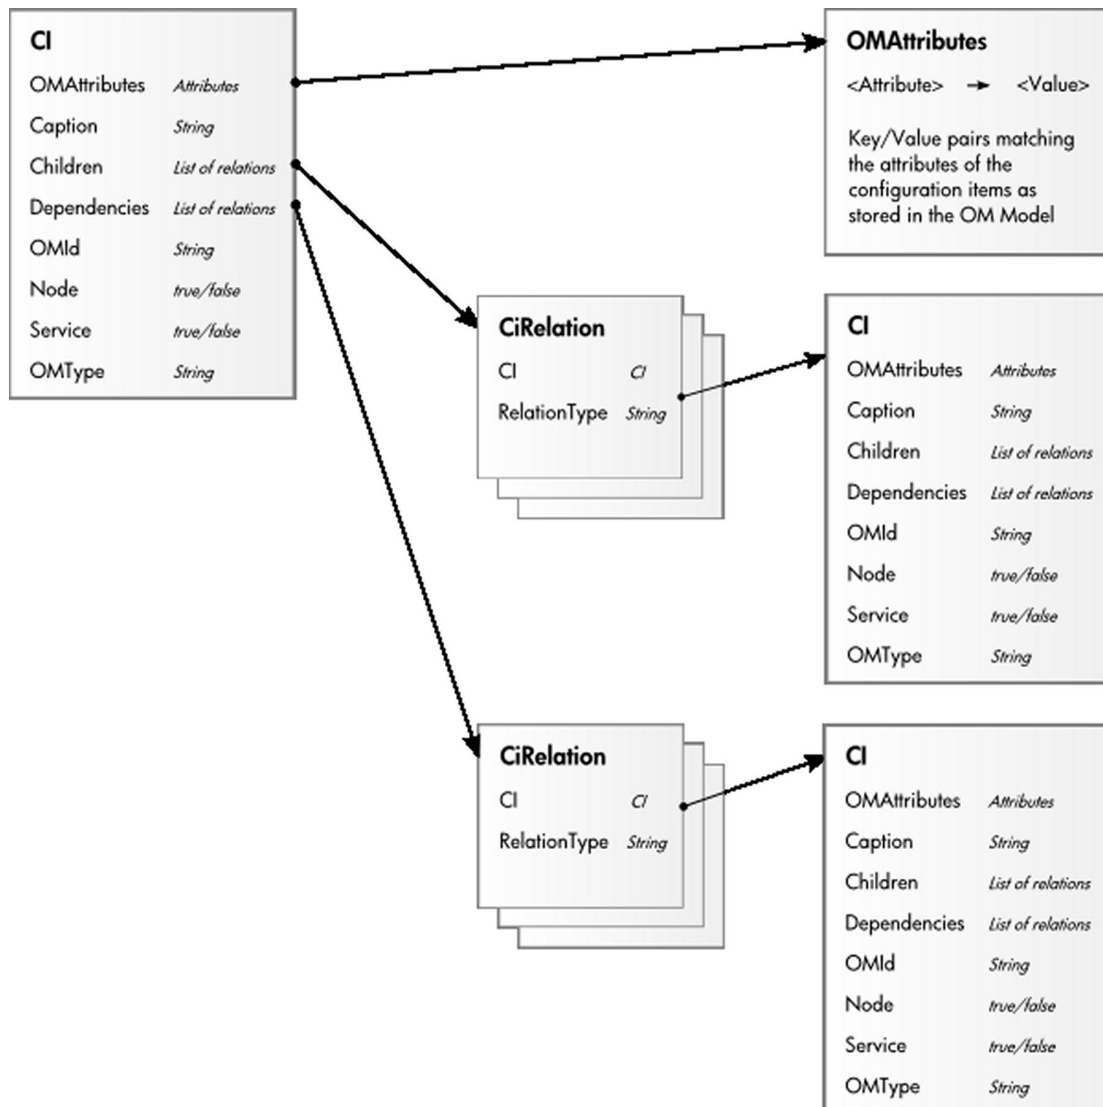 CI
OMAttributes Attributes
Caption String
Children List of relations
Dependencies List of relations
OMId String
Node true/false
Service true/false
OMType String
OMAttributes
<Attribute> → <Value>
Key/Value pairs matching
the attributes of the
configuration items as
stored in the OM Model
CiRelation
CI CI
RelationType String
CI
OMAttributes Attributes
Caption String
Children List of relations
Dependencies List of relations
OMId String
Node true/false
Service true/false
OMType String
CiRelation
CI CI
RelationType String
CI
OMAttributes Attributes
Caption String
Children List of relations
Dependencies List of relations
OMId String
Node true/false
Service true/false
OMType String